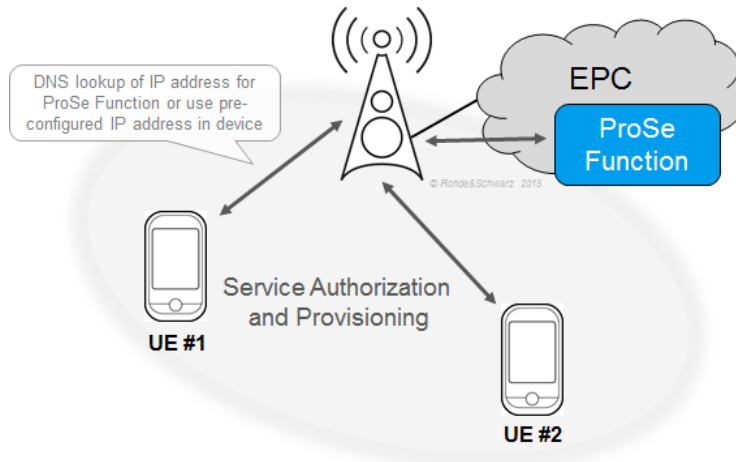 DNS lookup of IP address for
ProSe Function or use pre-
configured IP address in device
EPC
ProSe
Function
© Rohde&Schwarz 2015
Service Authorization
and Provisioning
UE #1
UE #2